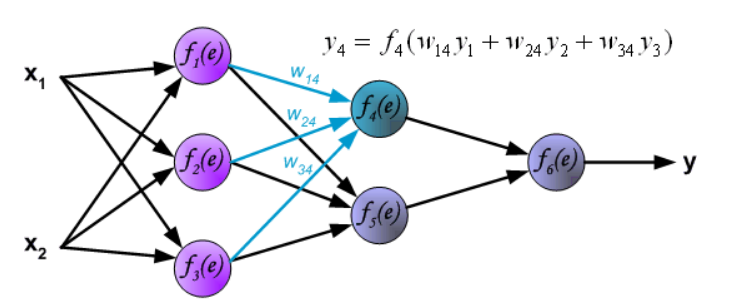 f₁(e)
y₄ = f₄(w₁₄y₁ + w₂₄y₂ + w₃₄y₃)
x₁
w₁₄
f₄(e)
w₂₄
f₂(e)
w₃₄
f₆(e)
y
f₅(e)
x₂
f₃(e)